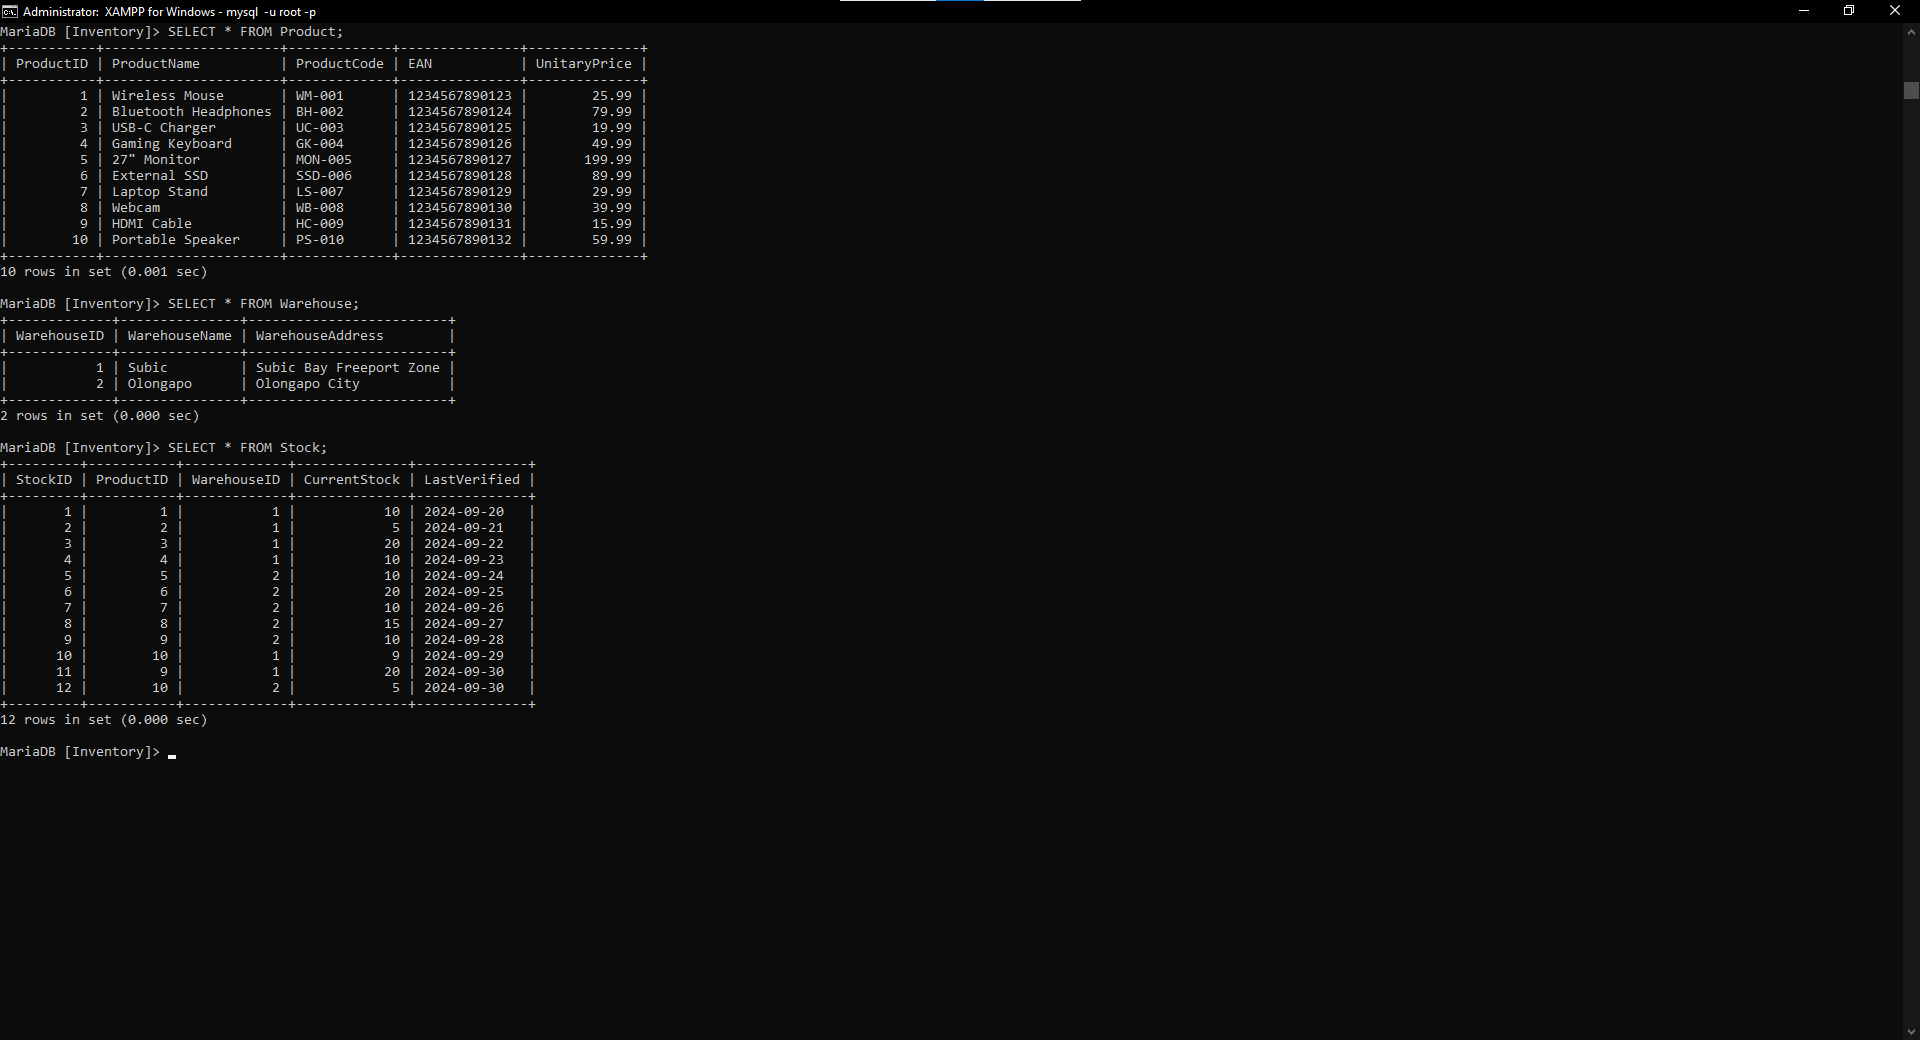 Administrator: XAMPP for Windows - mysql -u root -p
MariaDB [Inventory]> SELECT * FROM Product;
+-----------+----------------------+-------------+---------------+--------------+
| ProductID | ProductName          | ProductCode | EAN           | UnitaryPrice |
+-----------+----------------------+-------------+---------------+--------------+
|         1 | Wireless Mouse       | WM-001      | 1234567890123 |        25.99 |
|         2 | Bluetooth Headphones | BH-002      | 1234567890124 |        79.99 |
|         3 | USB-C Charger        | UC-003      | 1234567890125 |        19.99 |
|         4 | Gaming Keyboard      | GK-004      | 1234567890126 |        49.99 |
|         5 | 27" Monitor          | MON-005     | 1234567890127 |       199.99 |
|         6 | External SSD         | SSD-006     | 1234567890128 |        89.99 |
|         7 | Laptop Stand         | LS-007      | 1234567890129 |        29.99 |
|         8 | Webcam               | WB-008      | 1234567890130 |        39.99 |
|         9 | HDMI Cable           | HC-009      | 1234567890131 |        15.99 |
|        10 | Portable Speaker     | PS-010      | 1234567890132 |        59.99 |
+-----------+----------------------+-------------+---------------+--------------+
10 rows in set (0.001 sec)
MariaDB [Inventory]> SELECT * FROM Warehouse;
+-------------+---------------+-------------------------+
| WarehouseID | WarehouseName | WarehouseAddress        |
+-------------+---------------+-------------------------+
|           1 | Subic         | Subic Bay Freeport Zone |
|           2 | Olongapo      | Olongapo City           |
+-------------+---------------+-------------------------+
2 rows in set (0.000 sec)
MariaDB [Inventory]> SELECT * FROM Stock;
+---------+-----------+-------------+--------------+--------------+
| StockID | ProductID | WarehouseID | CurrentStock | LastVerified |
+---------+-----------+-------------+--------------+--------------+
|       1 |         1 |           1 |           10 | 2024-09-20   |
|       2 |         2 |           1 |            5 | 2024-09-21   |
|       3 |         3 |           1 |           20 | 2024-09-22   |
|       4 |         4 |           1 |           10 | 2024-09-23   |
|       5 |         5 |           2 |           10 | 2024-09-24   |
|       6 |         6 |           2 |           20 | 2024-09-25   |
|       7 |         7 |           2 |           10 | 2024-09-26   |
|       8 |         8 |           2 |           15 | 2024-09-27   |
|       9 |         9 |           2 |           10 | 2024-09-28   |
|      10 |        10 |           1 |            9 | 2024-09-29   |
|      11 |         9 |           1 |           20 | 2024-09-30   |
|      12 |        10 |           2 |            5 | 2024-09-30   |
+---------+-----------+-------------+--------------+--------------+
12 rows in set (0.000 sec)
MariaDB [Inventory]> _